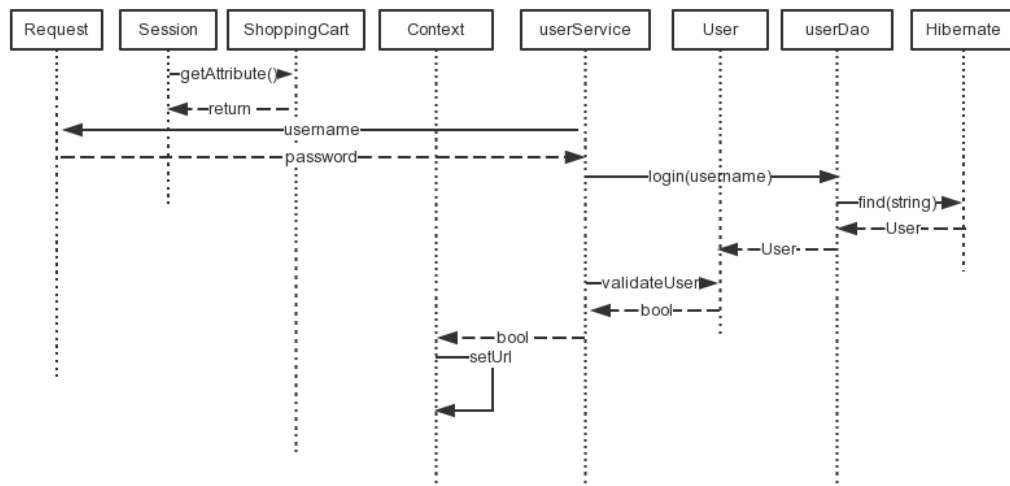 Request
Session
ShoppingCart
Context
userService
User
userDao
Hibernate
getAttribute()
return
username
password
login(username)
find(string)
User
User
validateUser
bool
bool
setUrl